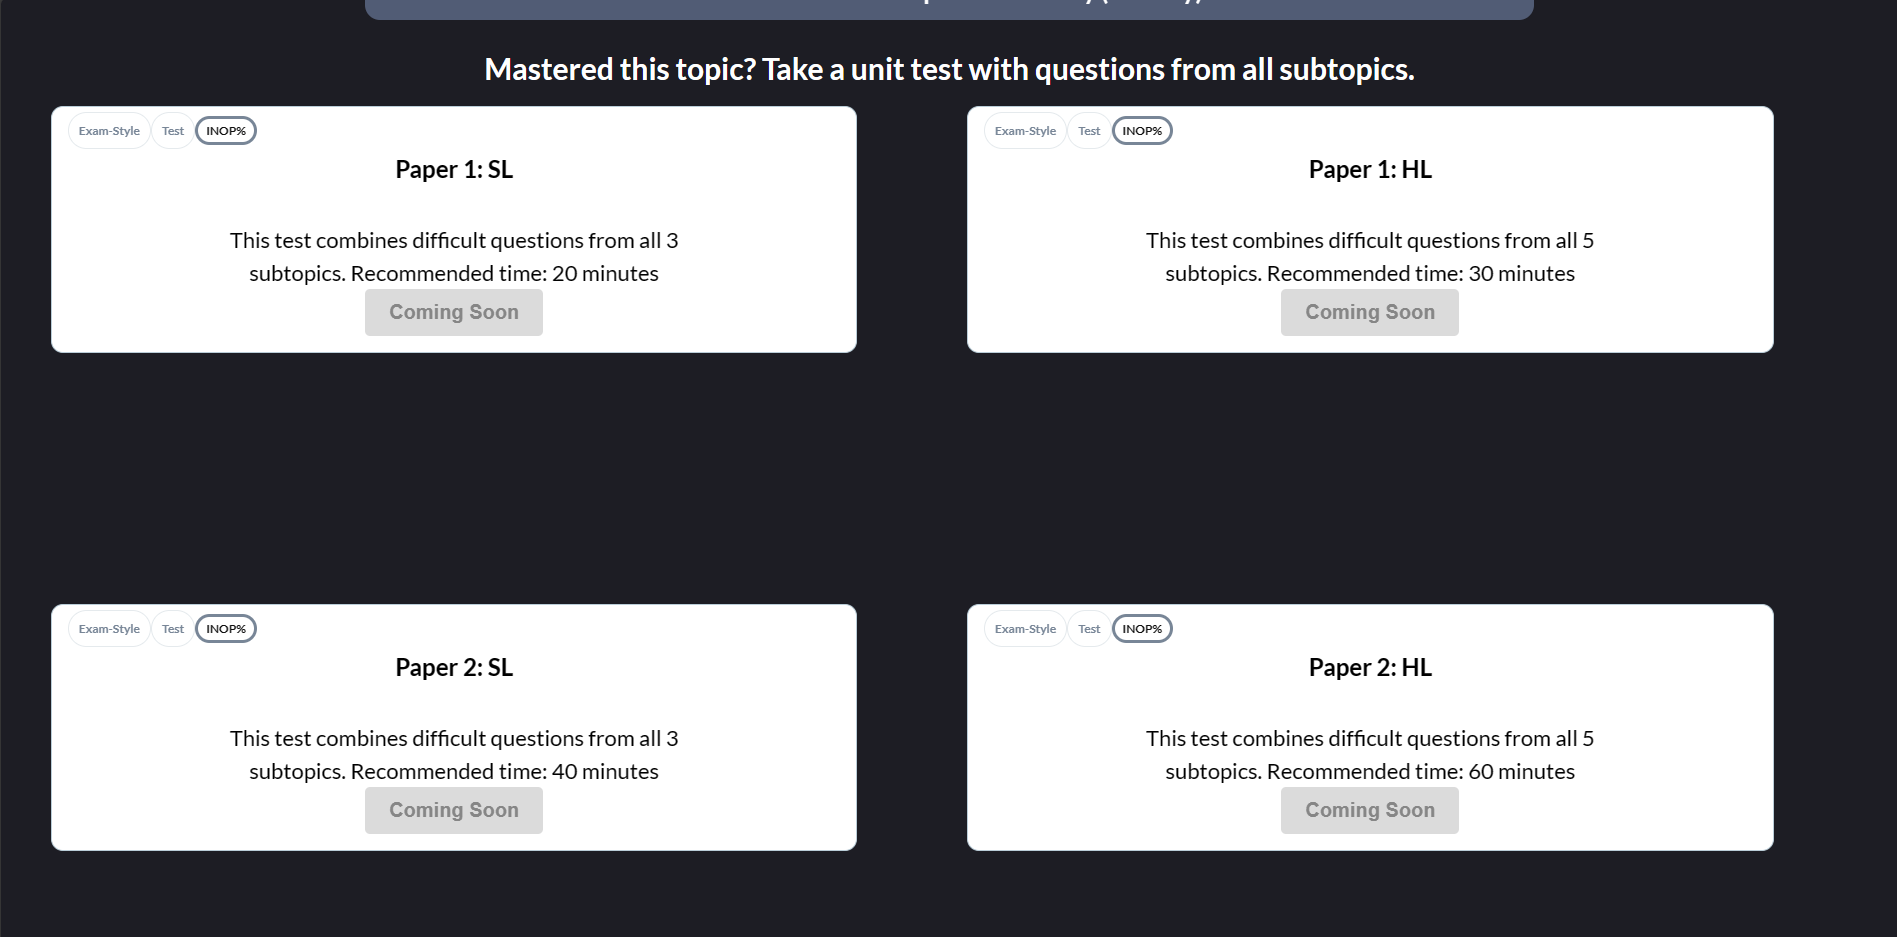 Mastered this topic? Take a unit test with questions from all subtopics.
Exam-Style Test INOP%
Paper 1: SL
This test combines difficult questions from all 3
subtopics. Recommended time: 20 minutes
Coming Soon
Exam-Style Test INOP%
Paper 1: HL
This test combines difficult questions from all 5
subtopics. Recommended time: 30 minutes
Coming Soon
Exam-Style Test INOP%
Paper 2: SL
This test combines difficult questions from all 3
subtopics. Recommended time: 40 minutes
Coming Soon
Exam-Style Test INOP%
Paper 2: HL
This test combines difficult questions from all 5
subtopics. Recommended time: 60 minutes
Coming Soon